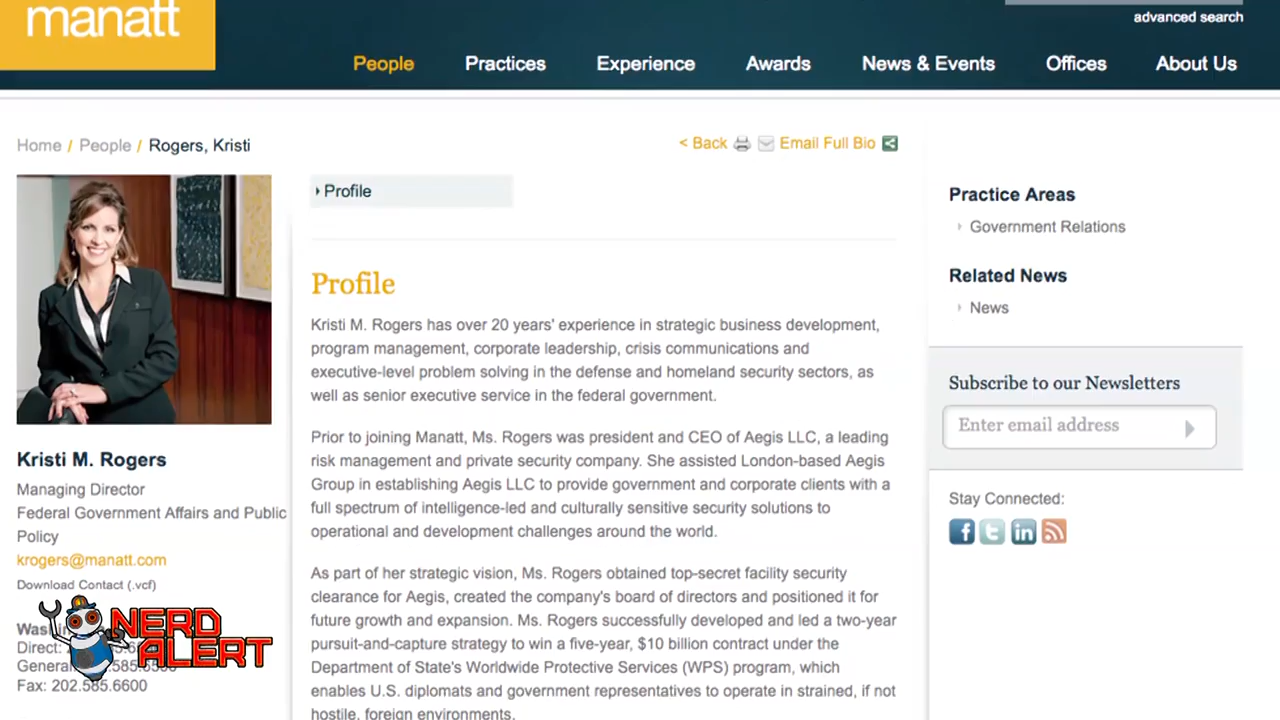 manatt
advanced search
People Practices Experience Awards News & Events Offices About Us
Home / People / Rogers, Kristi
< Back Email Full Bio
Profile
Kristi M. Rogers
Managing Director
Federal Government Affairs and Public
Policy
krogers@manatt.com
Download Contact (.vcf)
Direct:
General
Fax: 202.585.6600
NERD
ALERT
Profile
Kristi M. Rogers has over 20 years' experience in strategic business development,
program management, corporate leadership, crisis communications and
executive-level problem solving in the defense and homeland security sectors, as
well as senior executive service in the federal government.
Prior to joining Manatt, Ms. Rogers was president and CEO of Aegis LLC, a leading
risk management and private security company. She assisted London-based Aegis
Group in establishing Aegis LLC to provide government and corporate clients with a
full spectrum of intelligence-led and culturally sensitive security solutions to
operational and development challenges around the world.
As part of her strategic vision, Ms. Rogers obtained top-secret facility security
clearance for Aegis, created the company's board of directors and positioned it for
future growth and expansion. Ms. Rogers successfully developed and led a two-year
pursuit-and-capture strategy to win a five-year, $10 billion contract under the
Department of State's Worldwide Protective Services (WPS) program, which
enables U.S. diplomats and government representatives to operate in strained, if not
hostile, foreign environments.
Practice Areas
Government Relations
Related News
News
Subscribe to our Newsletters
Enter email address
Stay Connected: